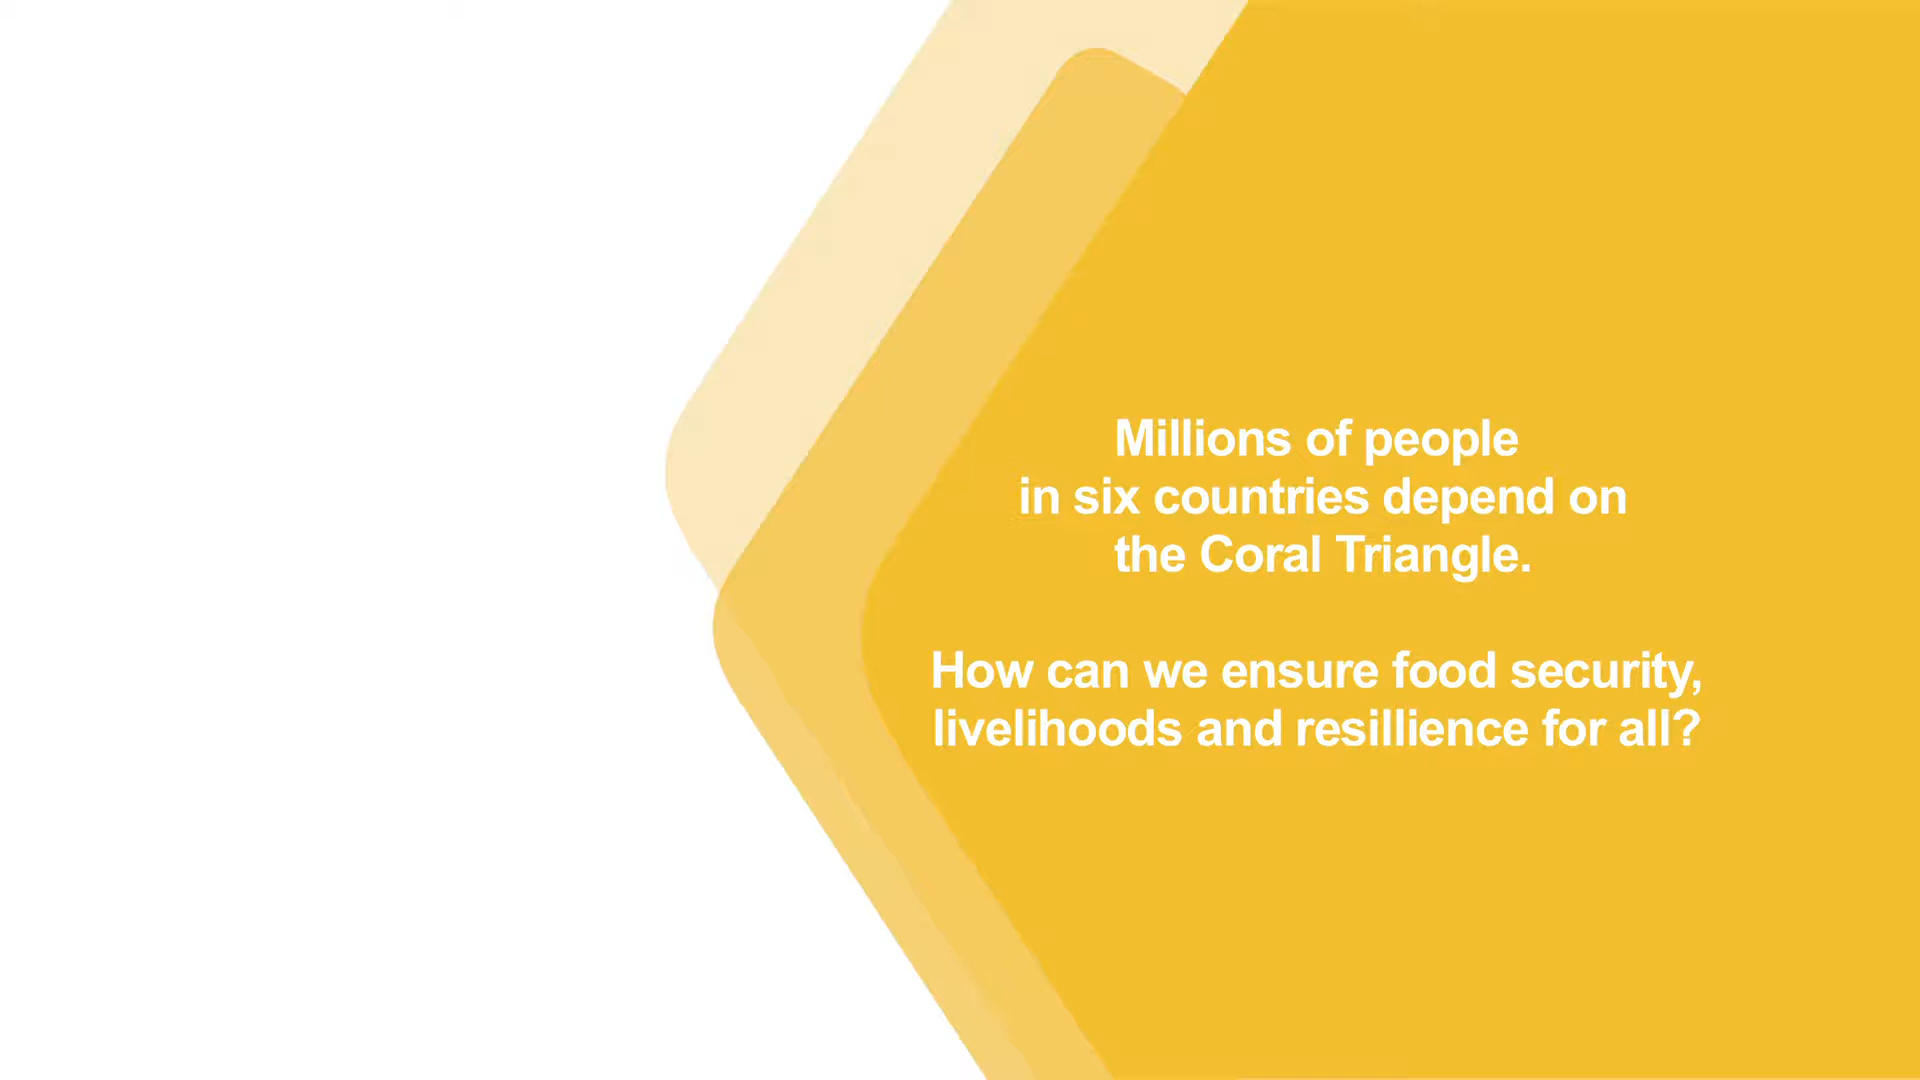 Millions of people
in six countries depend on
the Coral Triangle.
How can we ensure food security,
livelihoods and resillience for all?